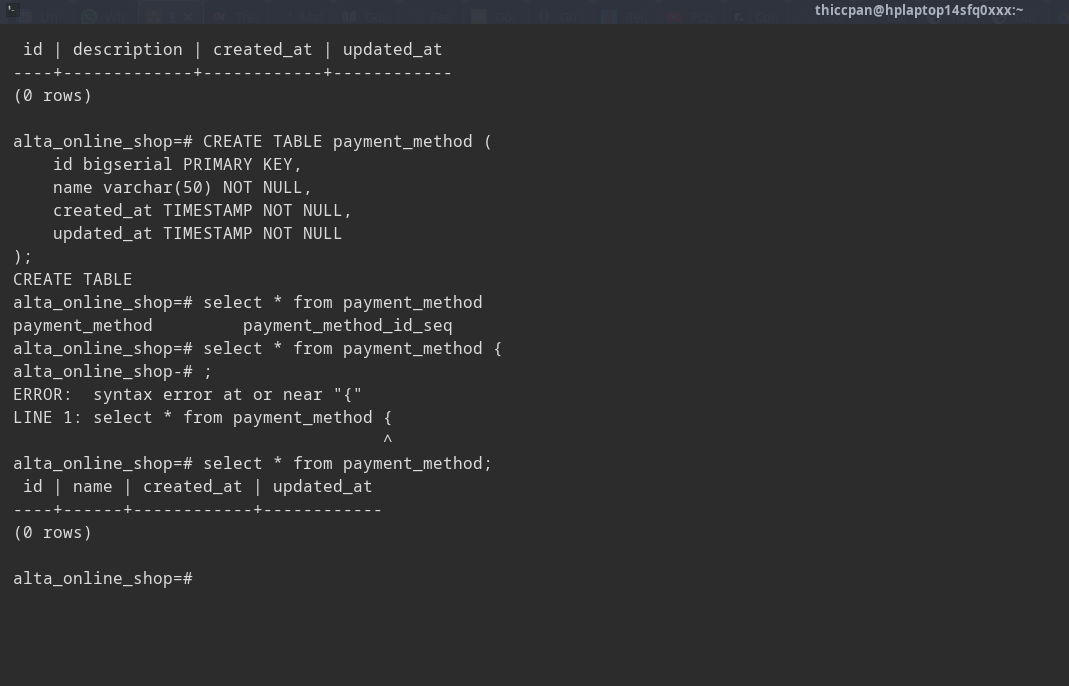 thiccpan@hplaptop14sfq0xxx:~
 id | description | created_at | updated_at
----+-------------+------------+------------
(0 rows)
alta_online_shop=# CREATE TABLE payment_method (
    id bigserial PRIMARY KEY,
    name varchar(50) NOT NULL,
    created_at TIMESTAMP NOT NULL,
    updated_at TIMESTAMP NOT NULL
);
CREATE TABLE
alta_online_shop=# select * from payment_method
payment_method         payment_method_id_seq
alta_online_shop=# select * from payment_method {
alta_online_shop-# ;
ERROR:  syntax error at or near "{"
LINE 1: select * from payment_method {
                                     ^
alta_online_shop=# select * from payment_method;
 id | name | created_at | updated_at
----+------+------------+------------
(0 rows)
alta_online_shop=#